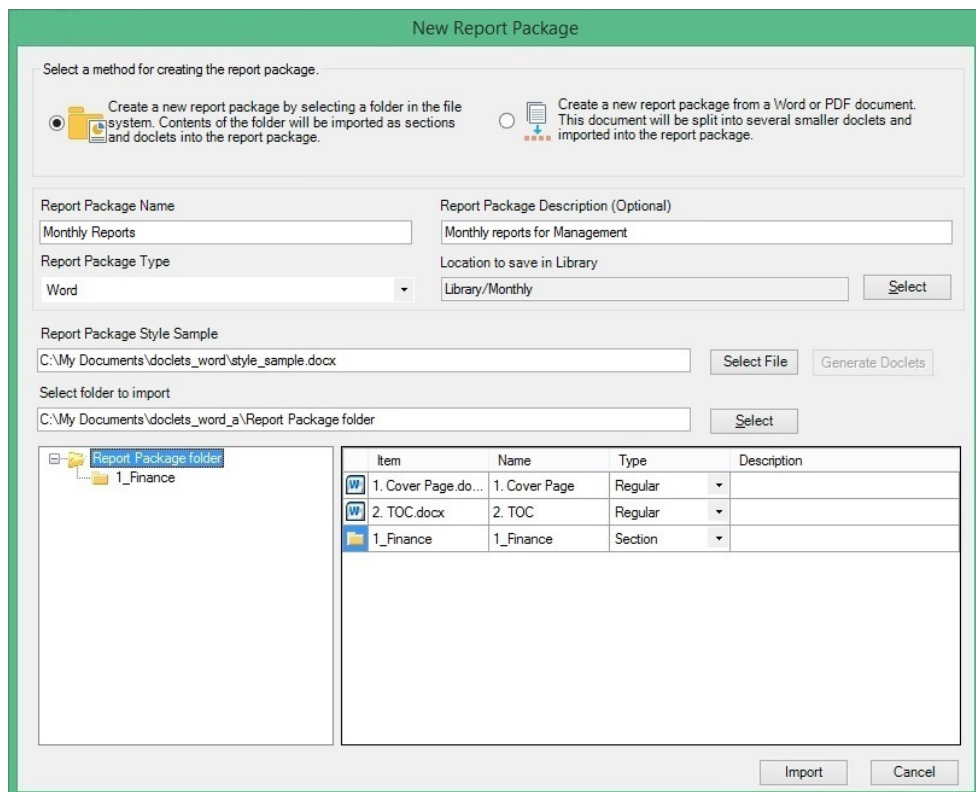 New Report Package
Select a method for creating the report package.
Create a new report package by selecting a folder in the file
system. Contents of the folder will be imported as sections
and doclets into the report package.
Create a new report package from a Word or PDF document.
This document will be split into several smaller doclets and
imported into the report package.
Report Package Name
Report Package Description (Optional)
Monthly Reports
Monthly reports for Management
Report Package Type
Location to save in Library
Word
Library/Monthly
Select
Report Package Style Sample
C:\My Documents\doclets_word\style_sample.docx
Select File
Generate Doclets
Select folder to import
C:\My Documents\doclets_word_a\Report Package folder
Select
Report Package folder
1_Finance
Item Name Type Description
1. Cover Page.do... 1. Cover Page Regular
2. TOC.docx 2. TOC Regular
1_Finance 1_Finance Section
Import
Cancel